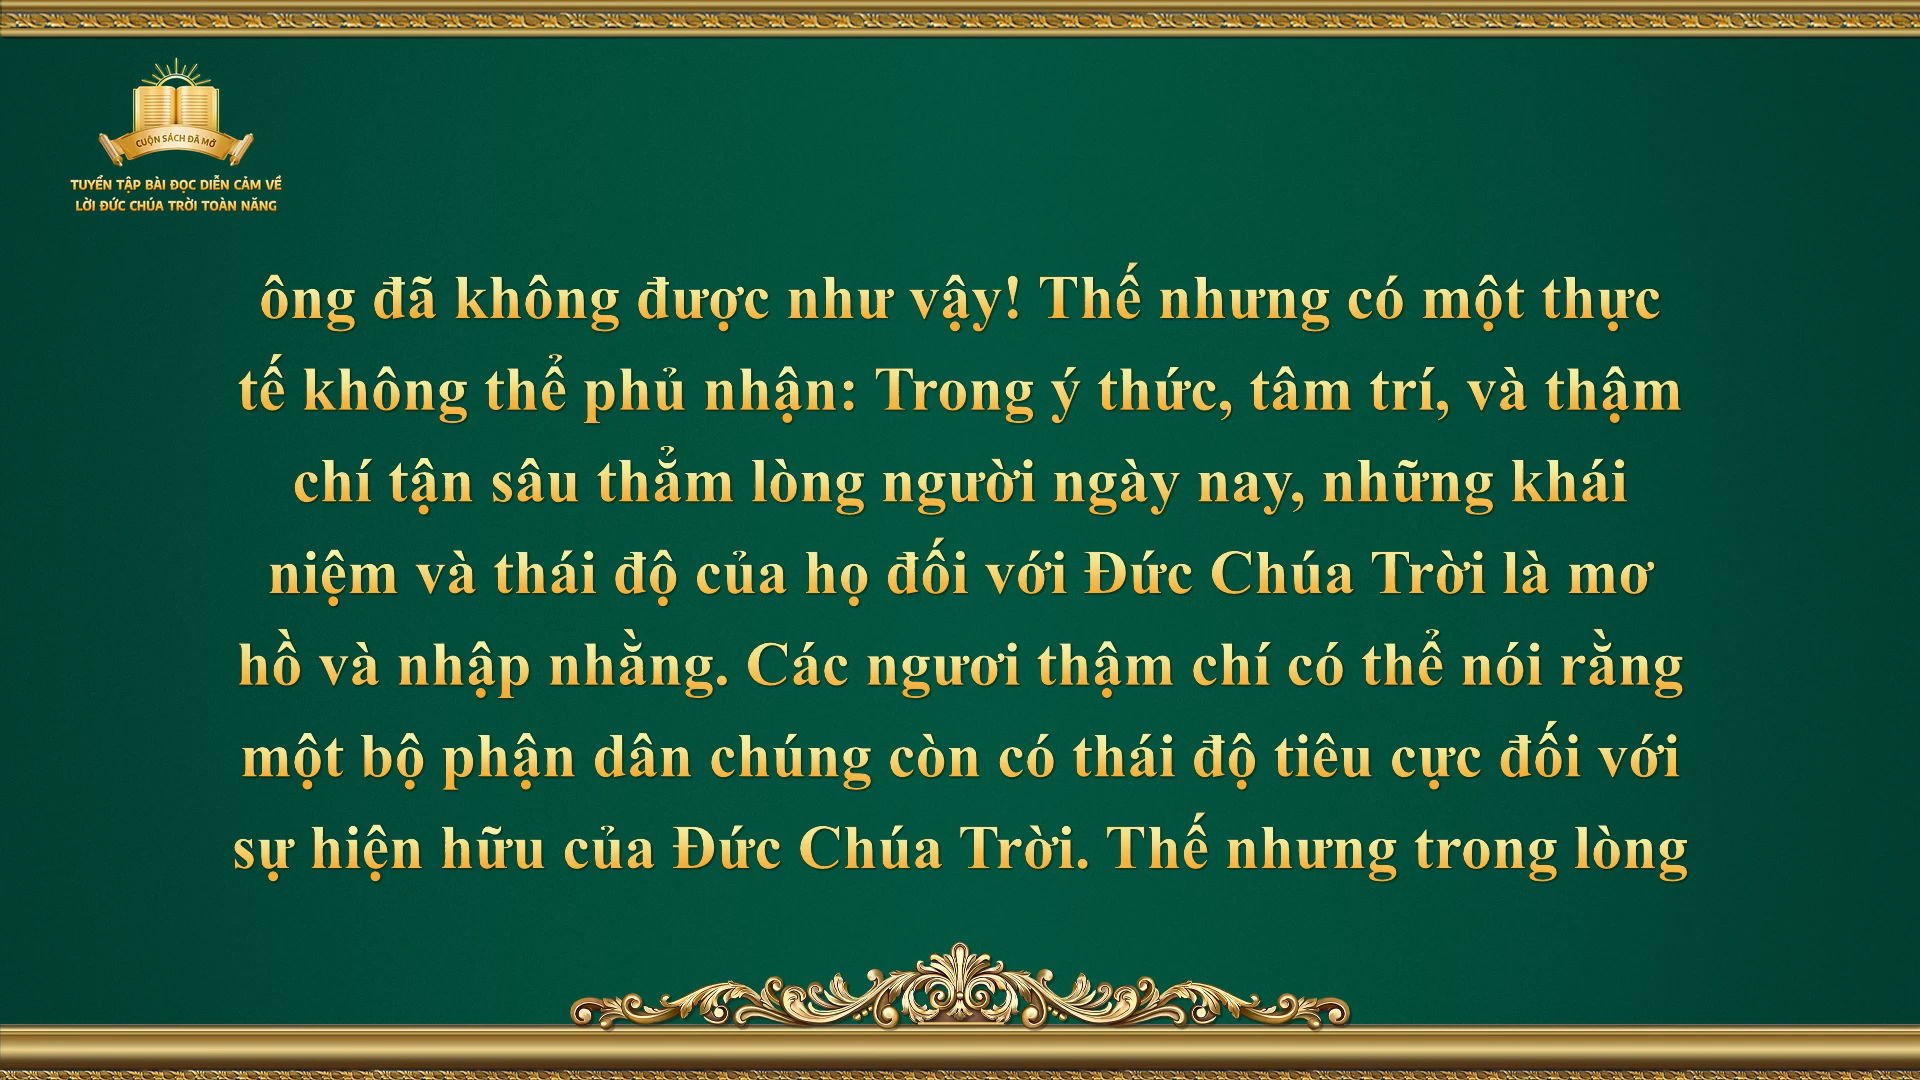 CUỘN SÁCH ĐÃ MỞ
TUYỂN TẬP BÀI ĐỌC DIỄN CẢM VỀ
LỜI ĐỨC CHÚA TRỜI TOÀN NĂNG
ông đã không được như vậy! Thế nhưng có một thực
tế không thể phủ nhận: Trong ý thức, tâm trí, và thậm
chí tận sâu thẳm lòng người ngày nay, những khái
niệm và thái độ của họ đối với Đức Chúa Trời là mơ
hồ và nhập nhằng. Các ngươi thậm chí có thể nói rằng
một bộ phận dân chúng còn có thái độ tiêu cực đối với
sự hiện hữu của Đức Chúa Trời. Thế nhưng trong lòng